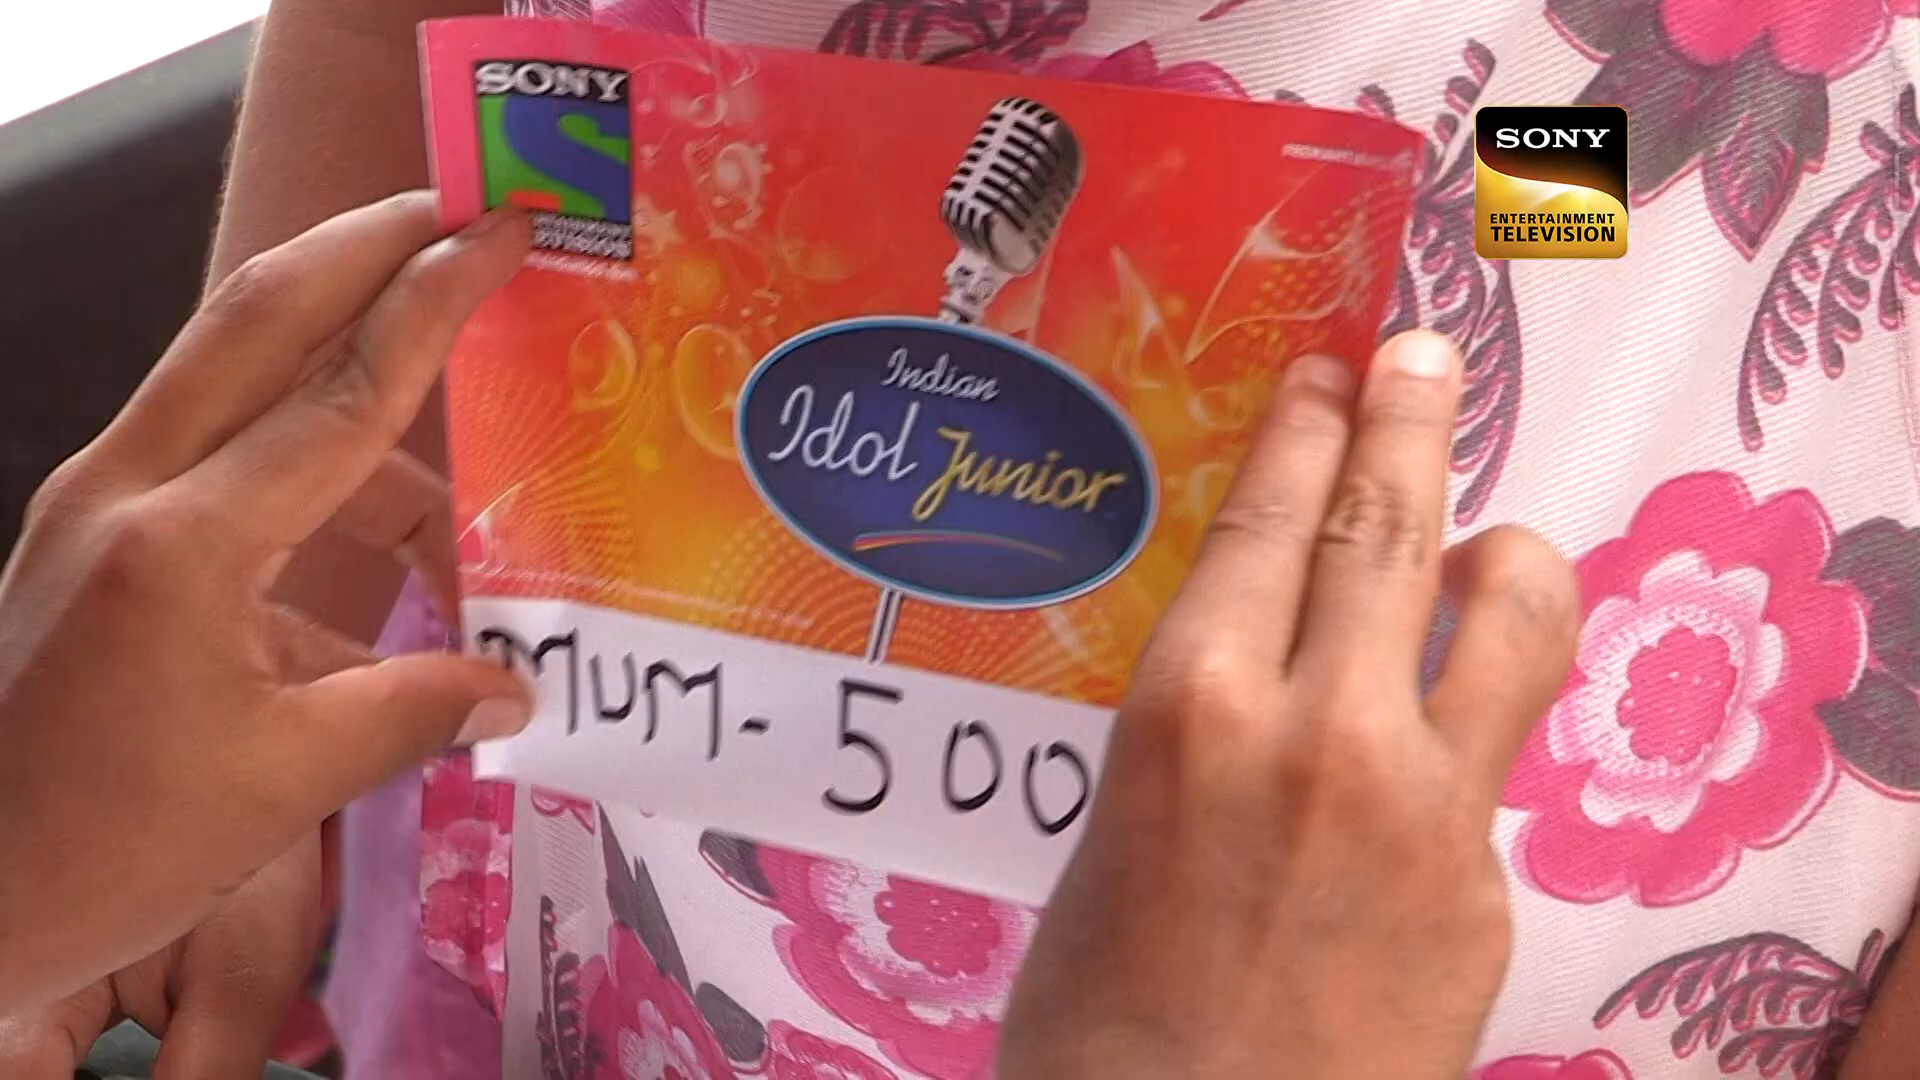 SONY
SONY
ENTERTAINMENT
TELEVISION
Indian
Idol Junior
MUM- 500